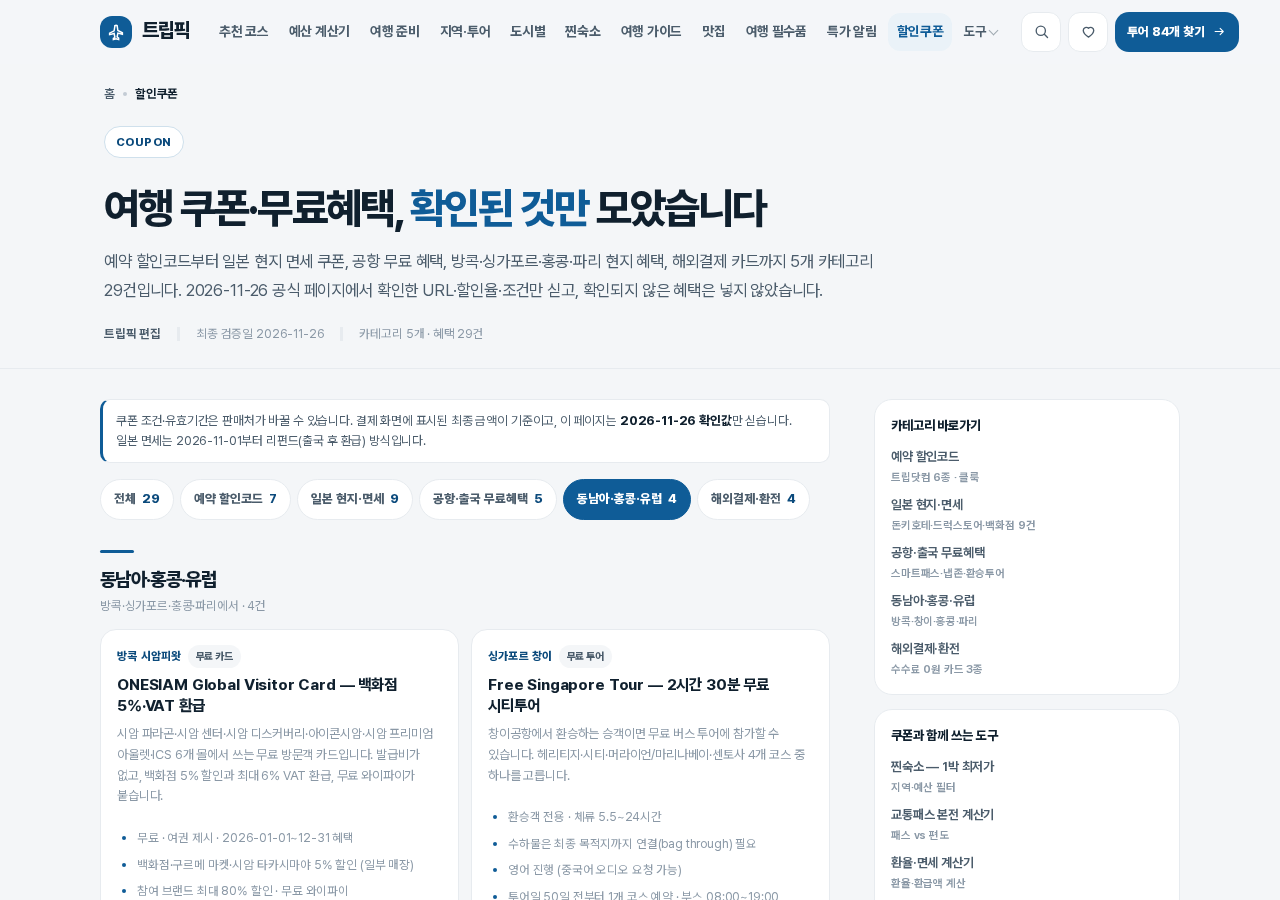 트립픽
추천 코스
예산 계산기
여행 준비
지역·투어
도시별
찐숙소
여행 가이드
맛집
여행 필수품
특가 알림
할인쿠폰
도구
투어 84개 찾기 →
홈 • 할인쿠폰
COUPON
여행 쿠폰·무료혜택, 확인된 것만 모았습니다
예약 할인코드부터 일본 현지 면세 쿠폰, 공항 무료 혜택, 방콕·싱가포르·홍콩·파리 현지 혜택, 해외결제 카드까지 5개 카테고리
29건입니다. 2026-11-26 공식 페이지에서 확인한 URL·할인율·조건만 싣고, 확인되지 않은 혜택은 넣지 않았습니다.
트립픽 편집 | 최종 검증일 2026-11-26 | 카테고리 5개 · 혜택 29건
쿠폰 조건·유효기간은 판매처가 바꿀 수 있습니다. 결제 화면에 표시된 최종 금액이 기준이고, 이 페이지는 2026-11-26 확인값만 싣습니다.
일본 면세는 2026-11-01부터 리펀드(출국 후 환급) 방식입니다.
전체 29
예약 할인코드 7
일본 현지·면세 9
공항·출국 무료혜택 5
동남아·홍콩·유럽 4
해외결제·환전 4
동남아·홍콩·유럽
방콕·싱가포르·홍콩·파리에서 · 4건
방콕 시암피왓 무료 카드
ONESIAM Global Visitor Card — 백화점
5%·VAT 환급
시암 파라곤·시암 센터·시암 디스커버리·아이콘시암·시암 프리미엄
아울렛·ICS 6개 몰에서 쓰는 무료 방문객 카드입니다. 발급비가
없고, 백화점 5% 할인과 최대 6% VAT 환급, 무료 와이파이가
붙습니다.
무료 · 여권 제시 · 2026-01-01~12-31 혜택
백화점·구르메 마켓·시암 타카시마야 5% 할인 (일부 매장)
참여 브랜드 최대 80% 할인 · 무료 와이파이
싱가포르 창이 무료 투어
Free Singapore Tour — 2시간 30분 무료
시티투어
창이공항에서 환승하는 승객이면 무료 버스 투어에 참가할 수
있습니다. 헤리티지·시티·머라이언/마리나베이·센토사 4개 코스 중
하나를 고릅니다.
환승객 전용 · 체류 5.5~24시간
수하물은 최종 목적지까지 연결(bag through) 필요
영어 진행 (중국어 오디오 요청 가능)
투어일 50일 전부터 1개 코스 예약 · 부스 08:00~19:00
카테고리 바로가기
예약 할인코드
트립닷컴 6종 · 클룩
일본 현지·면세
돈키호테·드럭스토어·백화점 9건
공항·출국 무료혜택
스마트패스·냅존·환승투어
동남아·홍콩·유럽
방콕·창이·홍콩·파리
해외결제·환전
수수료 0원 카드 3종
쿠폰과 함께 쓰는 도구
찐숙소 — 1박 최저가
지역·예산 필터
교통패스 본전 계산기
패스 vs 편도
환율·면세 계산기
환율·환급액 계산